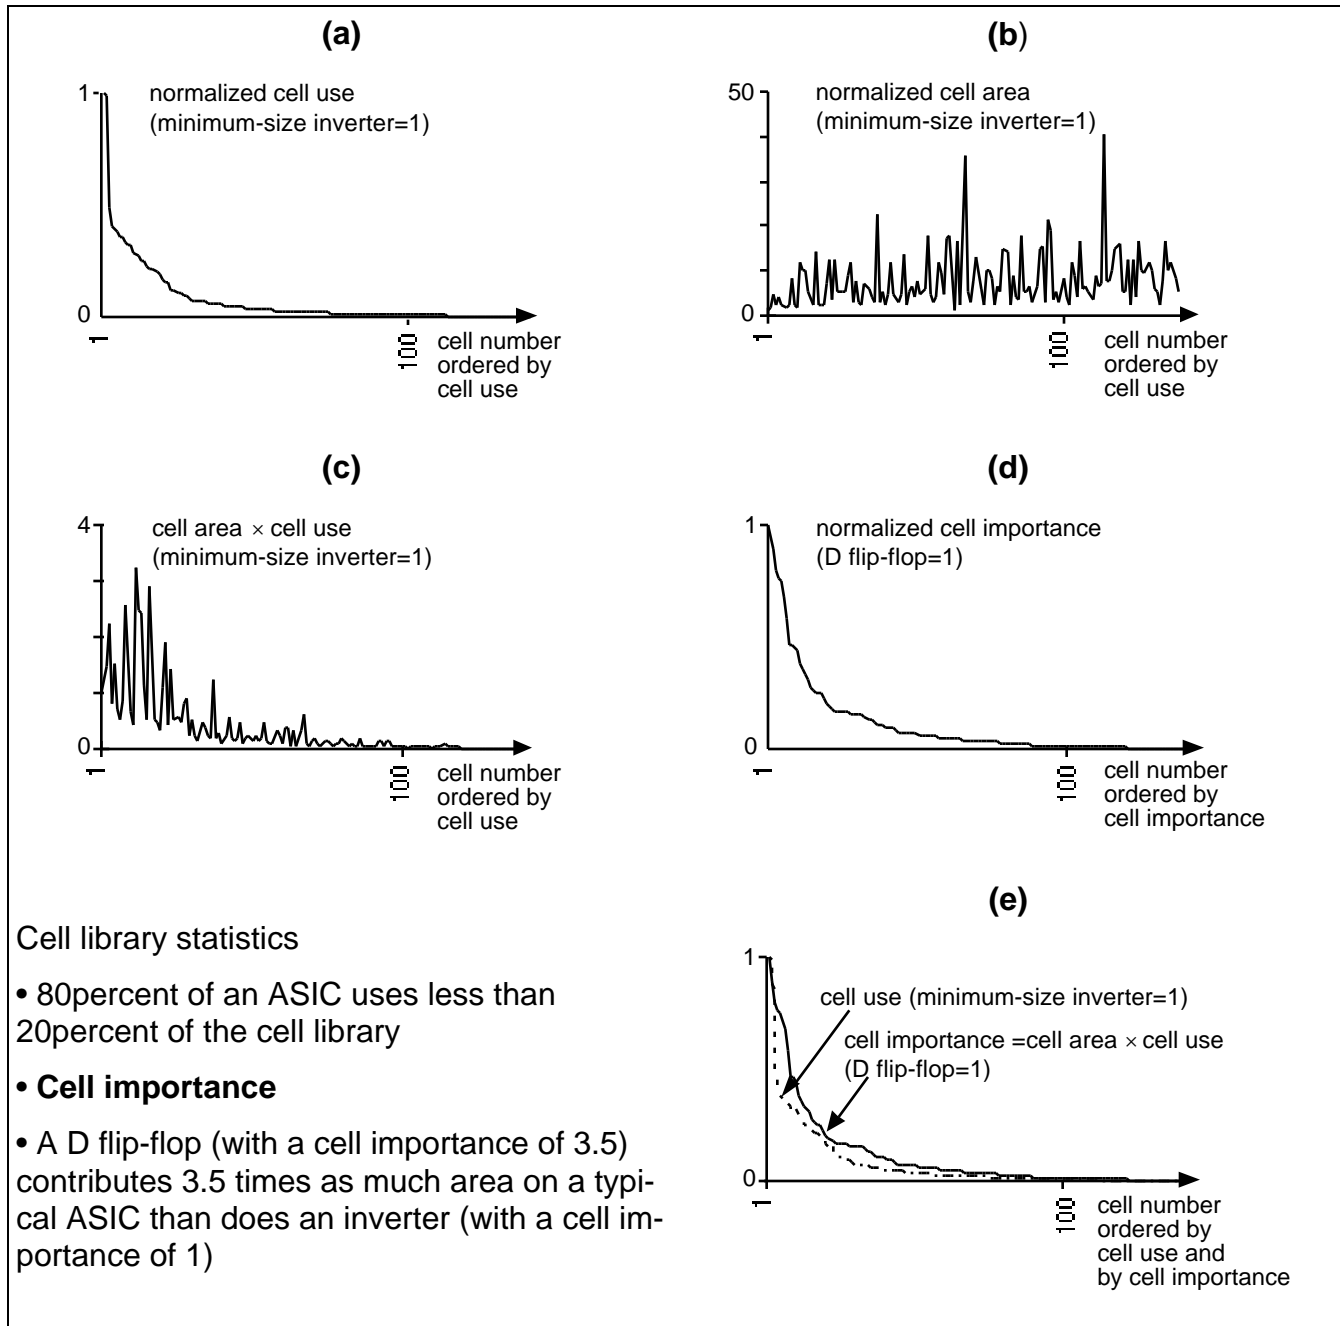 (a)
1
normalized cell use
(minimum-size inverter=1)
0
1
100
cell number
ordered by
cell use
(b)
50
normalized cell area
(minimum-size inverter=1)
0
1
100
cell number
ordered by
cell use
(c)
4
cell area × cell use
(minimum-size inverter=1)
0
1
100
cell number
ordered by
cell use
(d)
1
normalized cell importance
(D flip-flop=1)
0
1
100
cell number
ordered by
cell importance
Cell library statistics
• 80percent of an ASIC uses less than
20percent of the cell library
• Cell importance
• A D flip-flop (with a cell importance of 3.5)
contributes 3.5 times as much area on a typi-
cal ASIC than does an inverter (with a cell im-
portance of 1)
(e)
1
cell use (minimum-size inverter=1)
cell importance =cell area × cell use
(D flip-flop=1)
0
1
100
cell number
ordered by
cell use and
by cell importance